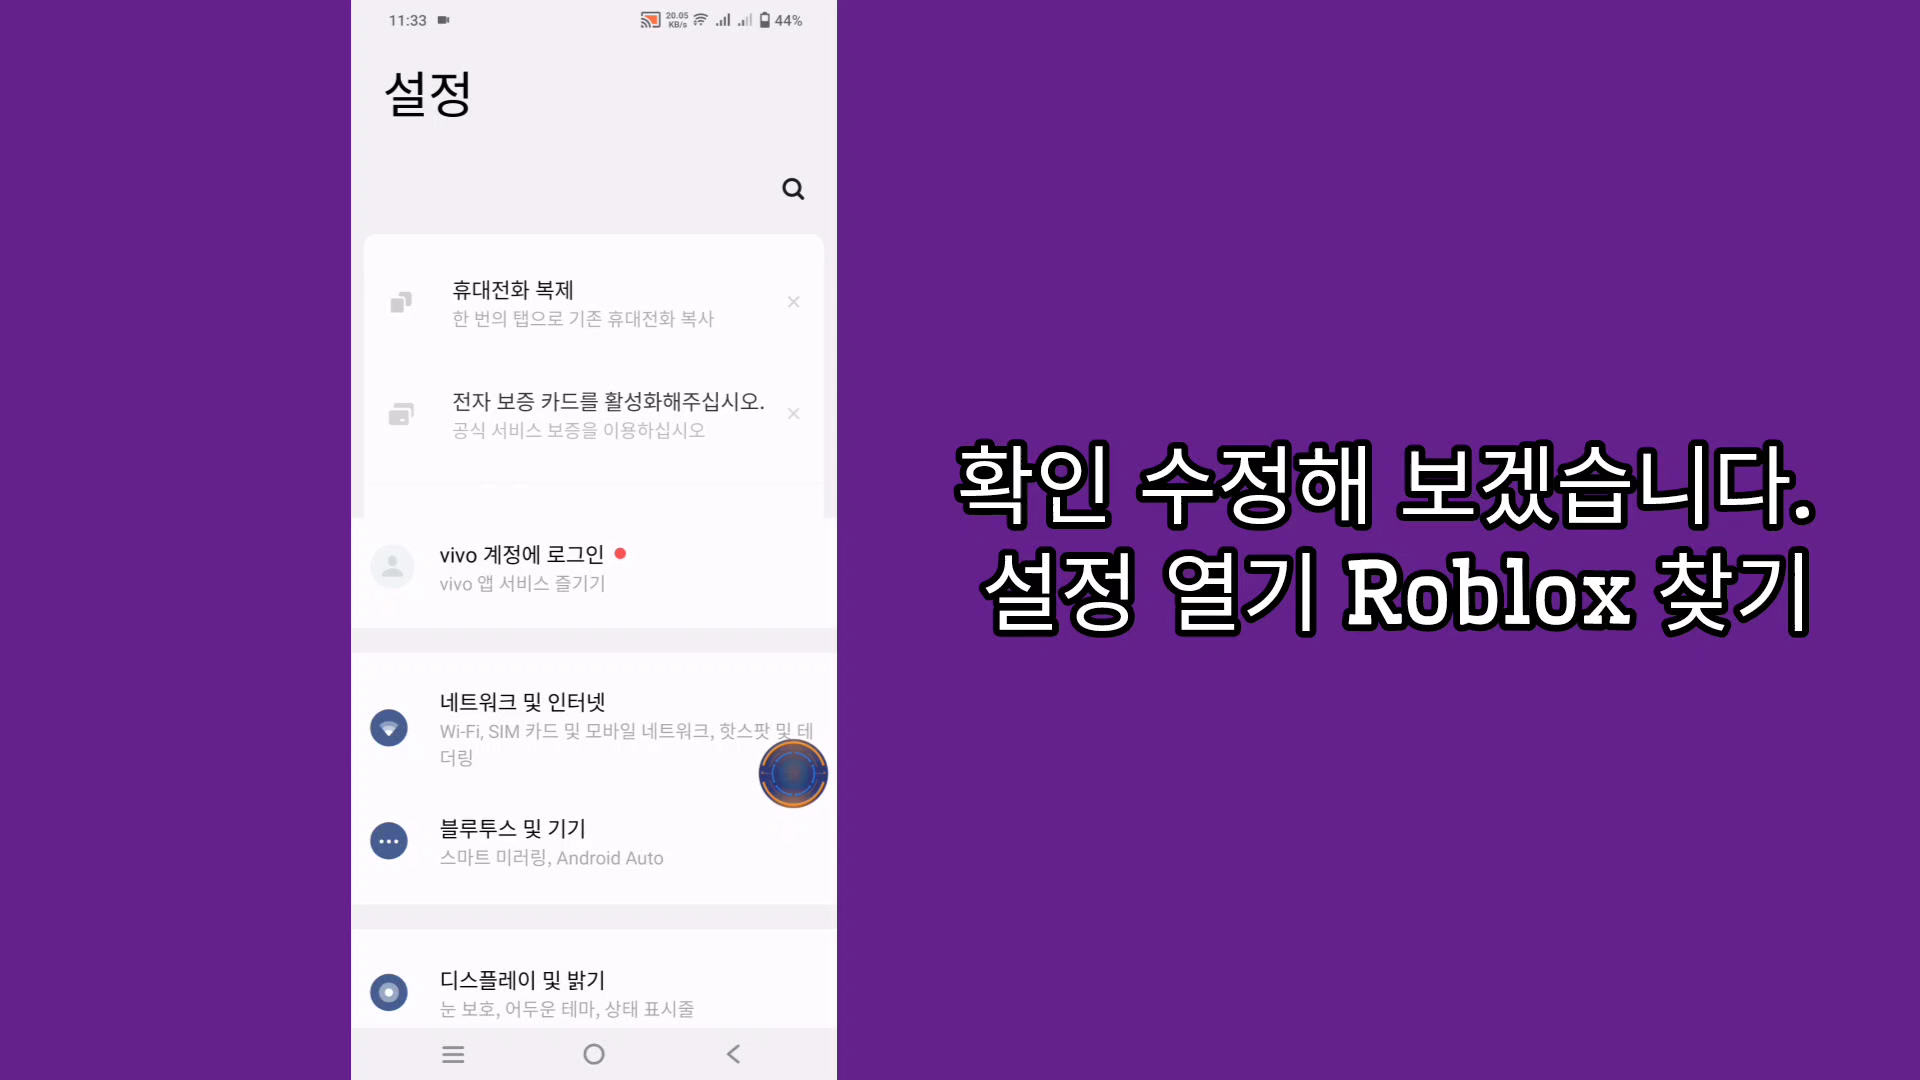 11:33
20.05
KB/s
44%
설정
휴대전화 복제
한 번의 탭으로 기존 휴대전화 복사
전자 보증 카드를 활성화해주십시오.
공식 서비스 보증을 이용하십시오
vivo 계정에 로그인
vivo 앱 서비스 즐기기
네트워크 및 인터넷
Wi-Fi, SIM 카드 및 모바일 네트워크, 핫스팟 및 테
더링
블루투스 및 기기
스마트 미러링, Android Auto
디스플레이 및 밝기
눈 보호, 어두운 테마, 상태 표시줄
확인 수정해 보겠습니다.
설정 열기 Roblox 찾기